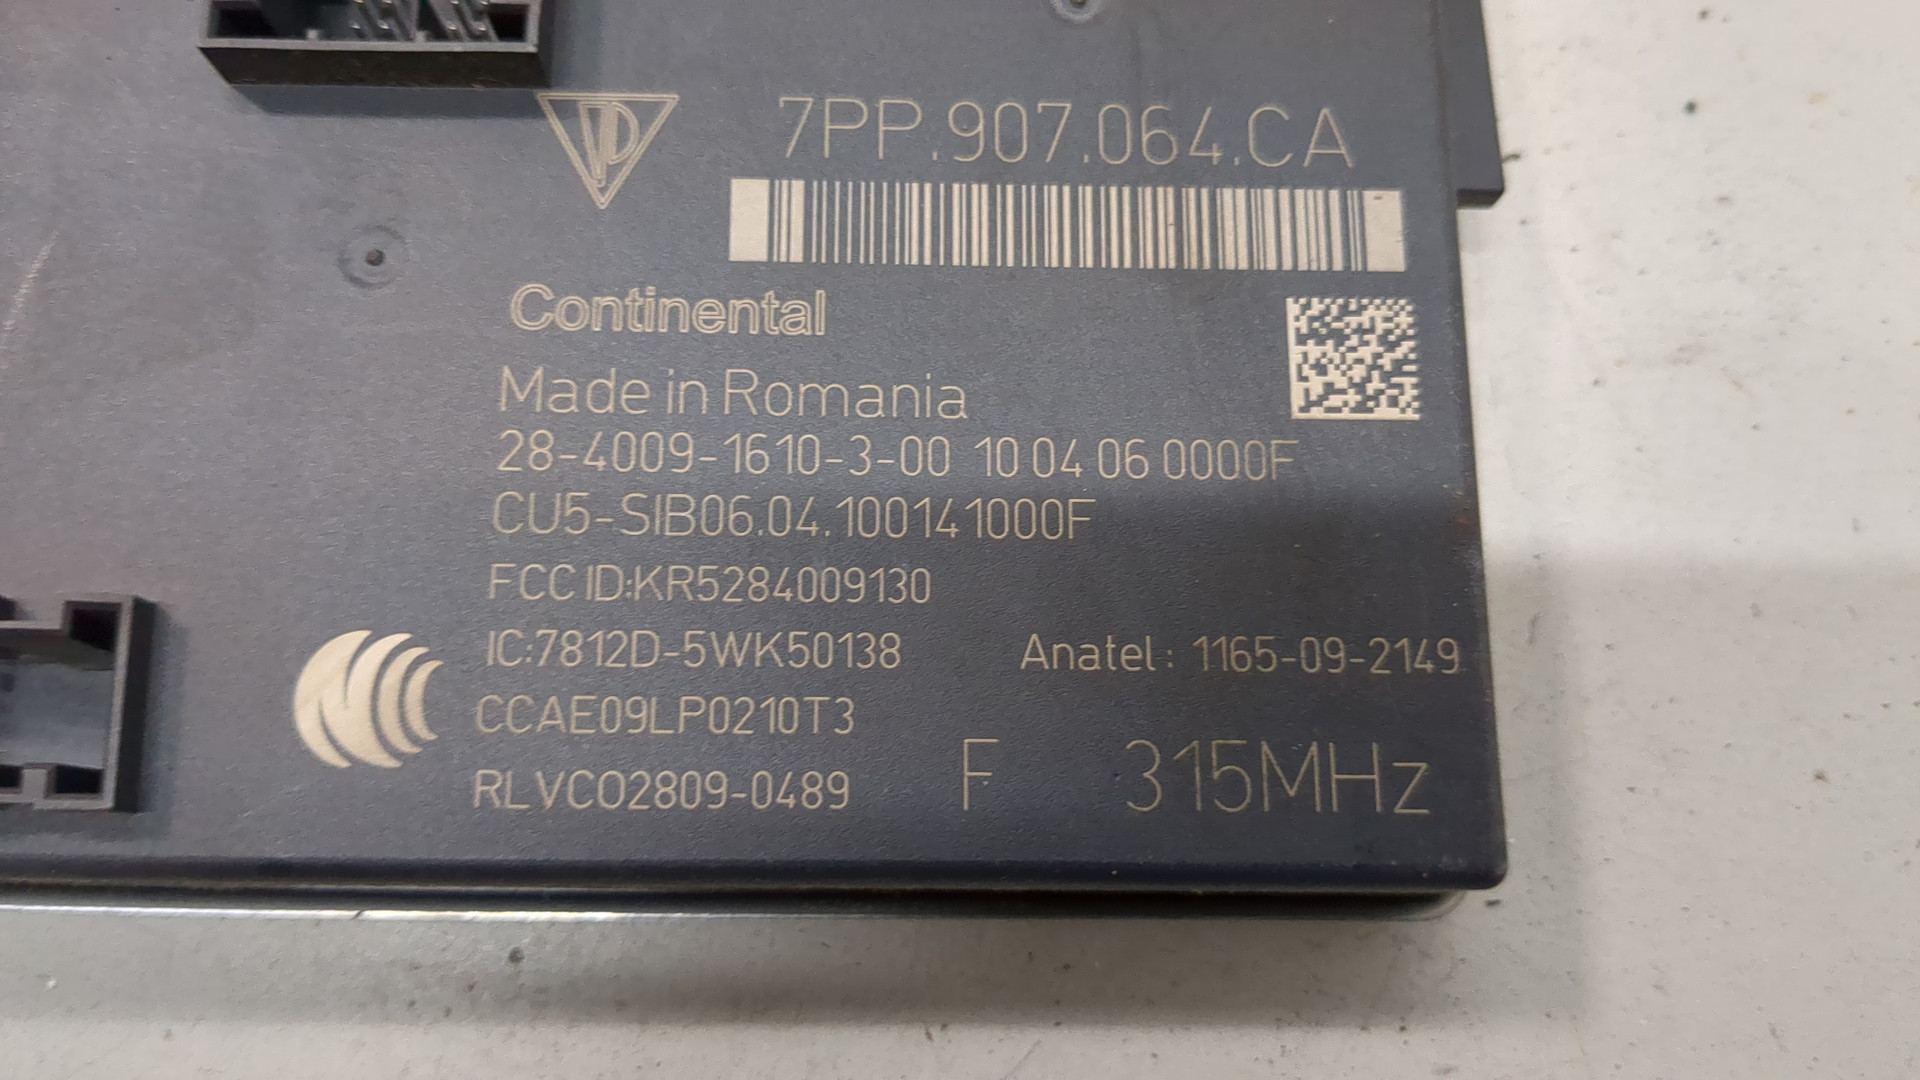 7PP.907.064.CA
Continental
Made in Romania
28-4009-1610-3-00 10 04 06 0000F
CU5-SIB06.04.100141000F
FCC ID:KR5284009130
IC:7812D-5WK50138 Anatel: 1165-09-2149
CCAE09LP0210T3
RLVCO2809-0489 F 315MHz